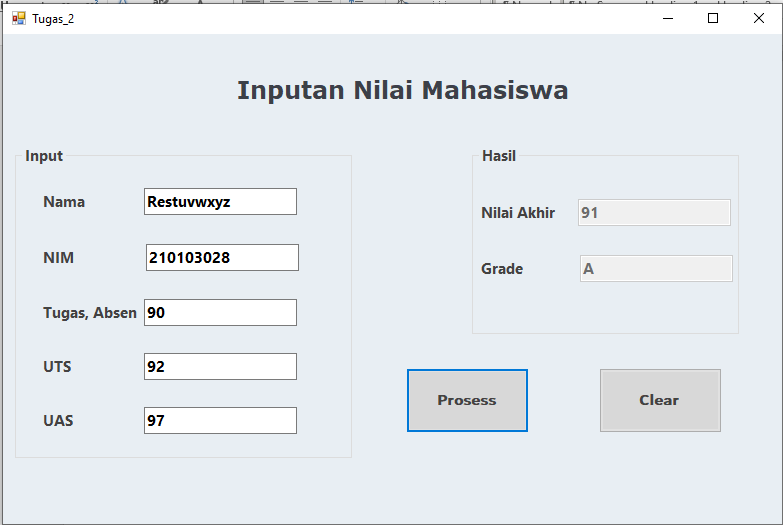 Tugas_2
Inputan Nilai Mahasiswa
Input
Nama Restuvwxyz
NIM 210103028
Tugas, Absen 90
UTS 92
UAS 97
Hasil
Nilai Akhir 91
Grade A
Prosess
Clear